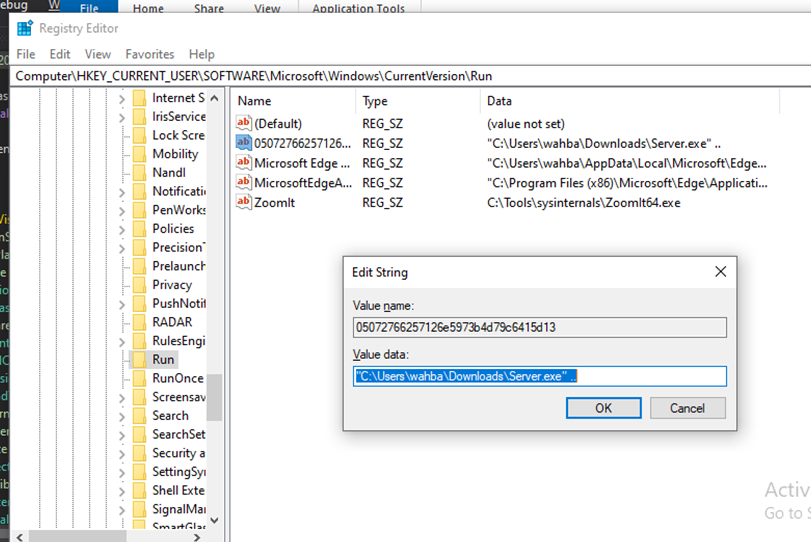 ebug
W
File
Home
Share
View
Application Tools
Registry Editor
File Edit View Favorites Help
Computer\HKEY_CURRENT_USER\SOFTWARE\Microsoft\Windows\CurrentVersion\Run
Internet S
IrisService
Lock Scre
Mobility
Nandl
Notificati
PenWorks
Policies
PrecisionT
Prelaunch
Privacy
PushNotif
RADAR
RulesEngi
Run
RunOnce
Screensav
Search
SearchSet
Security a
SettingSyn
Shell Exte
SignalMan
SmartGlas
Name Type Data
(Default) REG_SZ (value not set)
05072766257126... REG_SZ "C:\Users\wahba\Downloads\Server.exe" ..
Microsoft Edge ... REG_SZ "C:\Users\wahba\AppData\Local\Microsoft\Edge...
MicrosoftEdgeA... REG_SZ "C:\Program Files (x86)\Microsoft\Edge\Applicati...
ZoomIt REG_SZ C:\Tools\sysinternals\ZoomIt64.exe
Edit String
Value name:
05072766257126e5973b4d79c6415d13
Value data:
"C:\Users\wahba\Downloads\Server.exe" ..
OK Cancel
Activ
Go to S